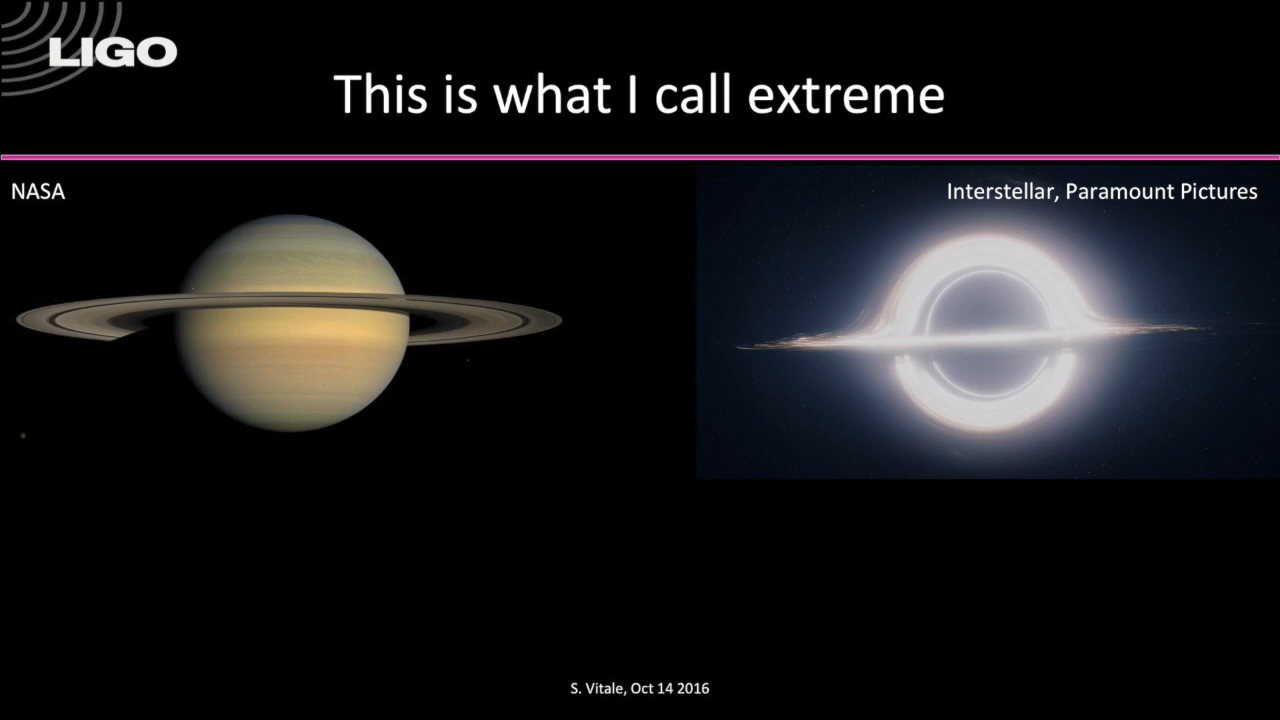 LIGO
This is what I call extreme
NASA
Interstellar, Paramount Pictures
S. Vitale, Oct 14 2016